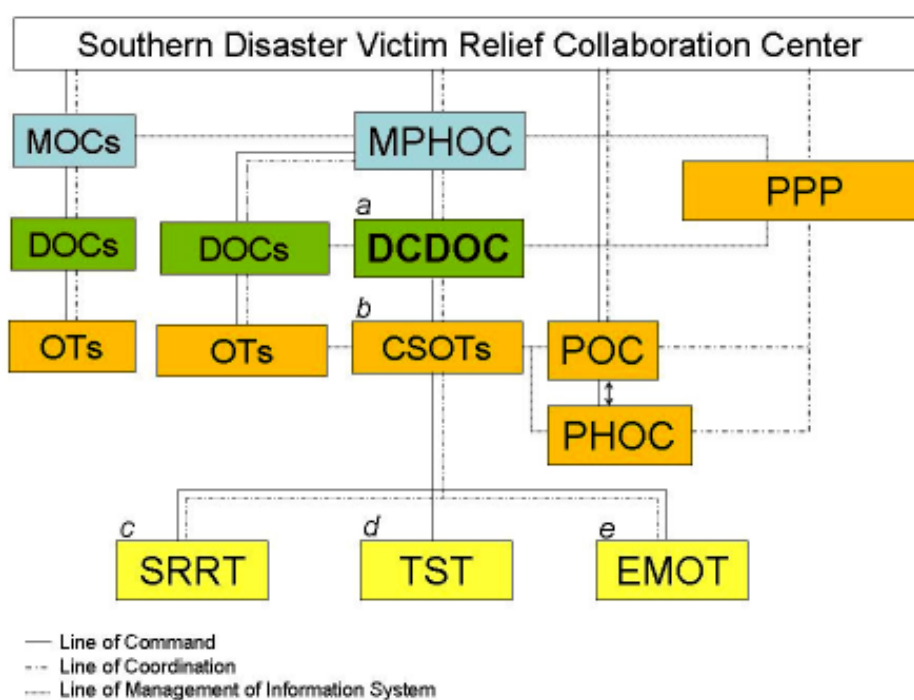 Southern Disaster Victim Relief Collaboration Center
MOCs
MPHOC
PPP
a
DOCs
DOCs
DCDOC
b
OTs
OTs
CSOTs
POC
PHOC
c
d
e
SRRT
TST
EMOT
Line of Command
Line of Coordination
Line of Management of Information System